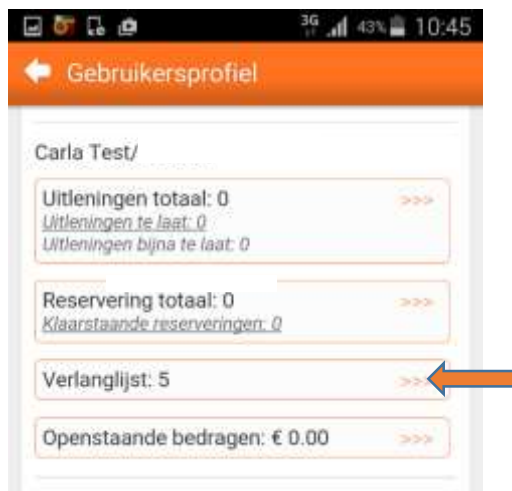 3G 43% 10:45
Gebruikersprofiel
Carla Test/
Uitleningen totaal: 0 >>>
Uitleningen te laat: 0
Uitleningen bijna te laat: 0
Reservering totaal: 0 >>>
Klaarstaande reserveringen: 0
Verlanglijst: 5 >>>
Openstaande bedragen: € 0.00 >>>